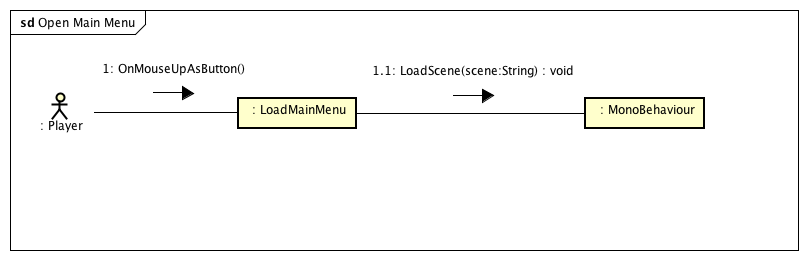 sd Open Main Menu
1: OnMouseUpAsButton()
1.1: LoadScene(scene:String) : void
: Player
: LoadMainMenu
: MonoBehaviour